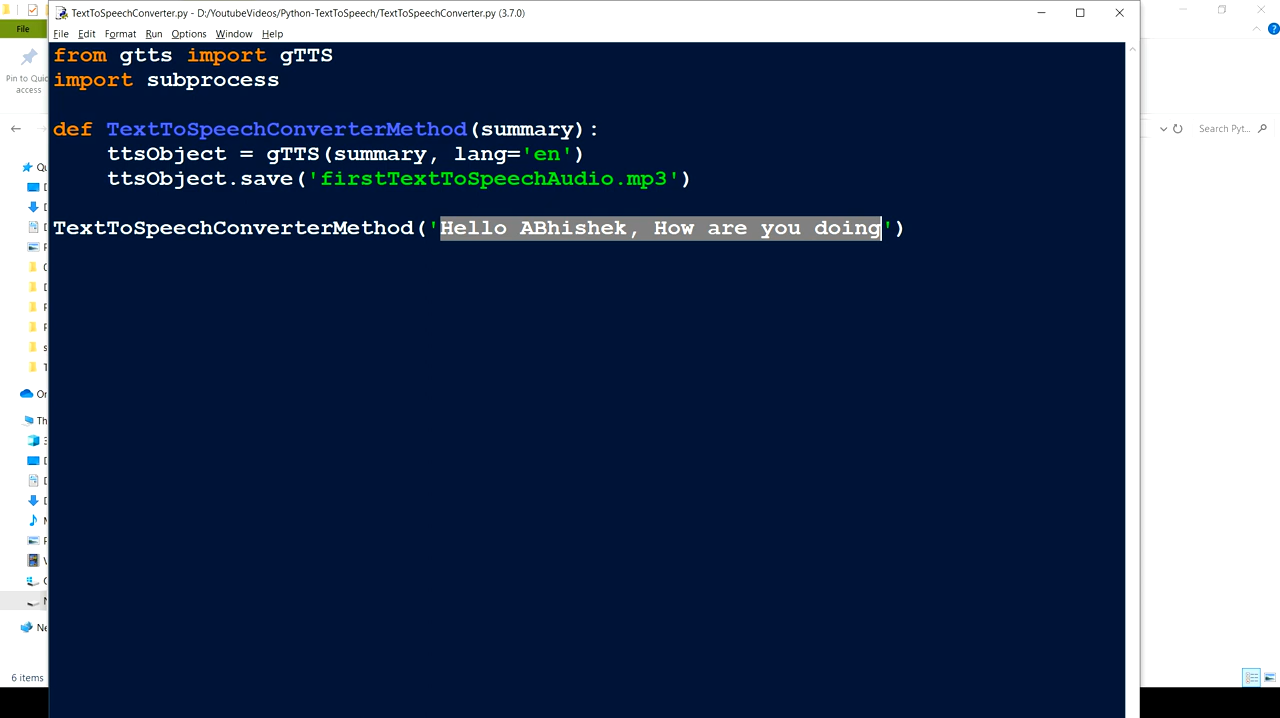 TextToSpeechConverter.py - D:/YoutubeVideos/Python-TextToSpeech/TextToSpeechConverter.py (3.7.0)
File
File Edit Format Run Options Window Help
from gtts import gTTS
import subprocess
def TextToSpeechConverterMethod(summary):
ttsObject = gTTS(summary, lang='en')
ttsObject.save('firstTextToSpeechAudio.mp3')
TextToSpeechConverterMethod('Hello ABhishek, How are you doing')
Pin to Quic
access
Search Pyt...
6 items